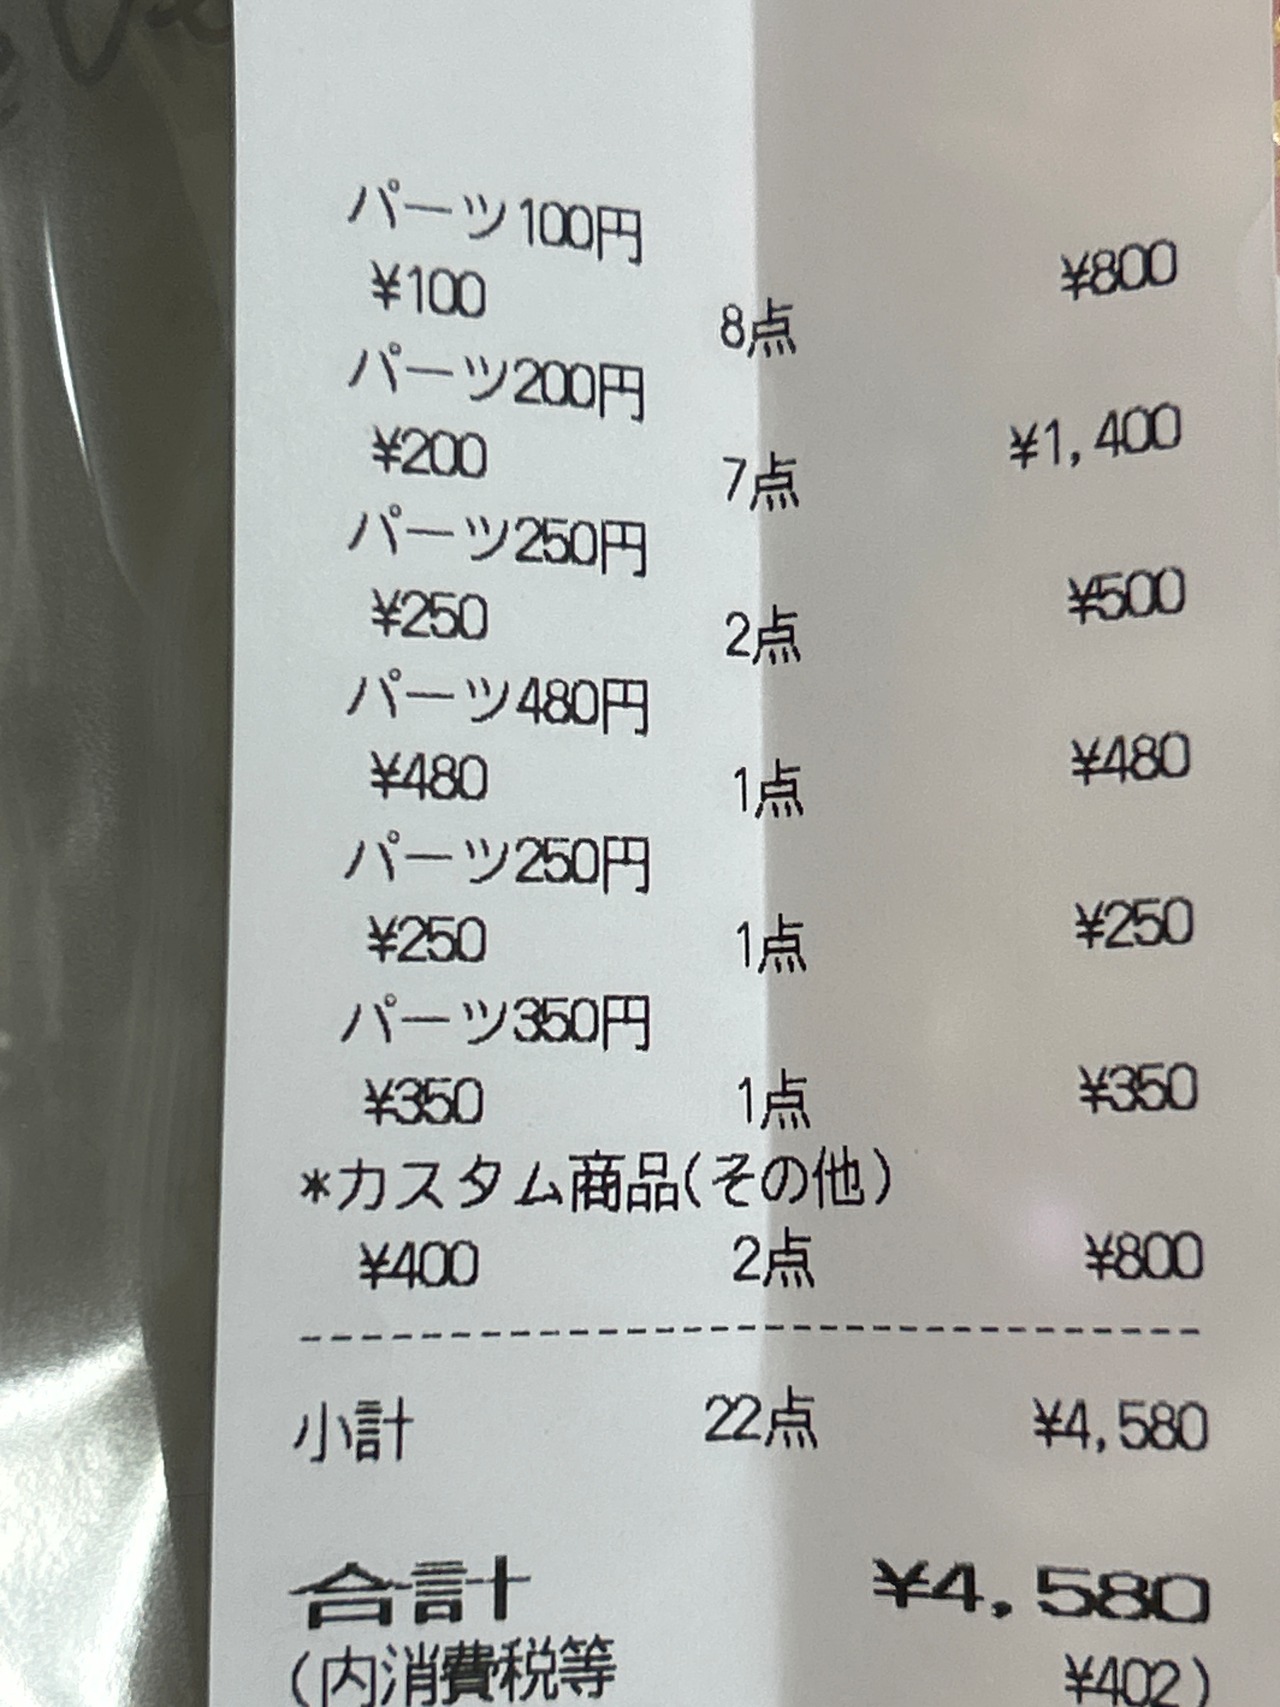 パーツ100円
¥100 8点 ¥800
パーツ200円
¥200 7点 ¥1,400
パーツ250円
¥250 2点 ¥500
パーツ480円
¥480 1点 ¥480
パーツ250円
¥250 1点 ¥250
パーツ350円
¥350 1点 ¥350
*カスタム商品(その他)
¥400 2点 ¥800
小計 22点 ¥4,580
合計 ¥4,580
(内消費税等 ¥402)